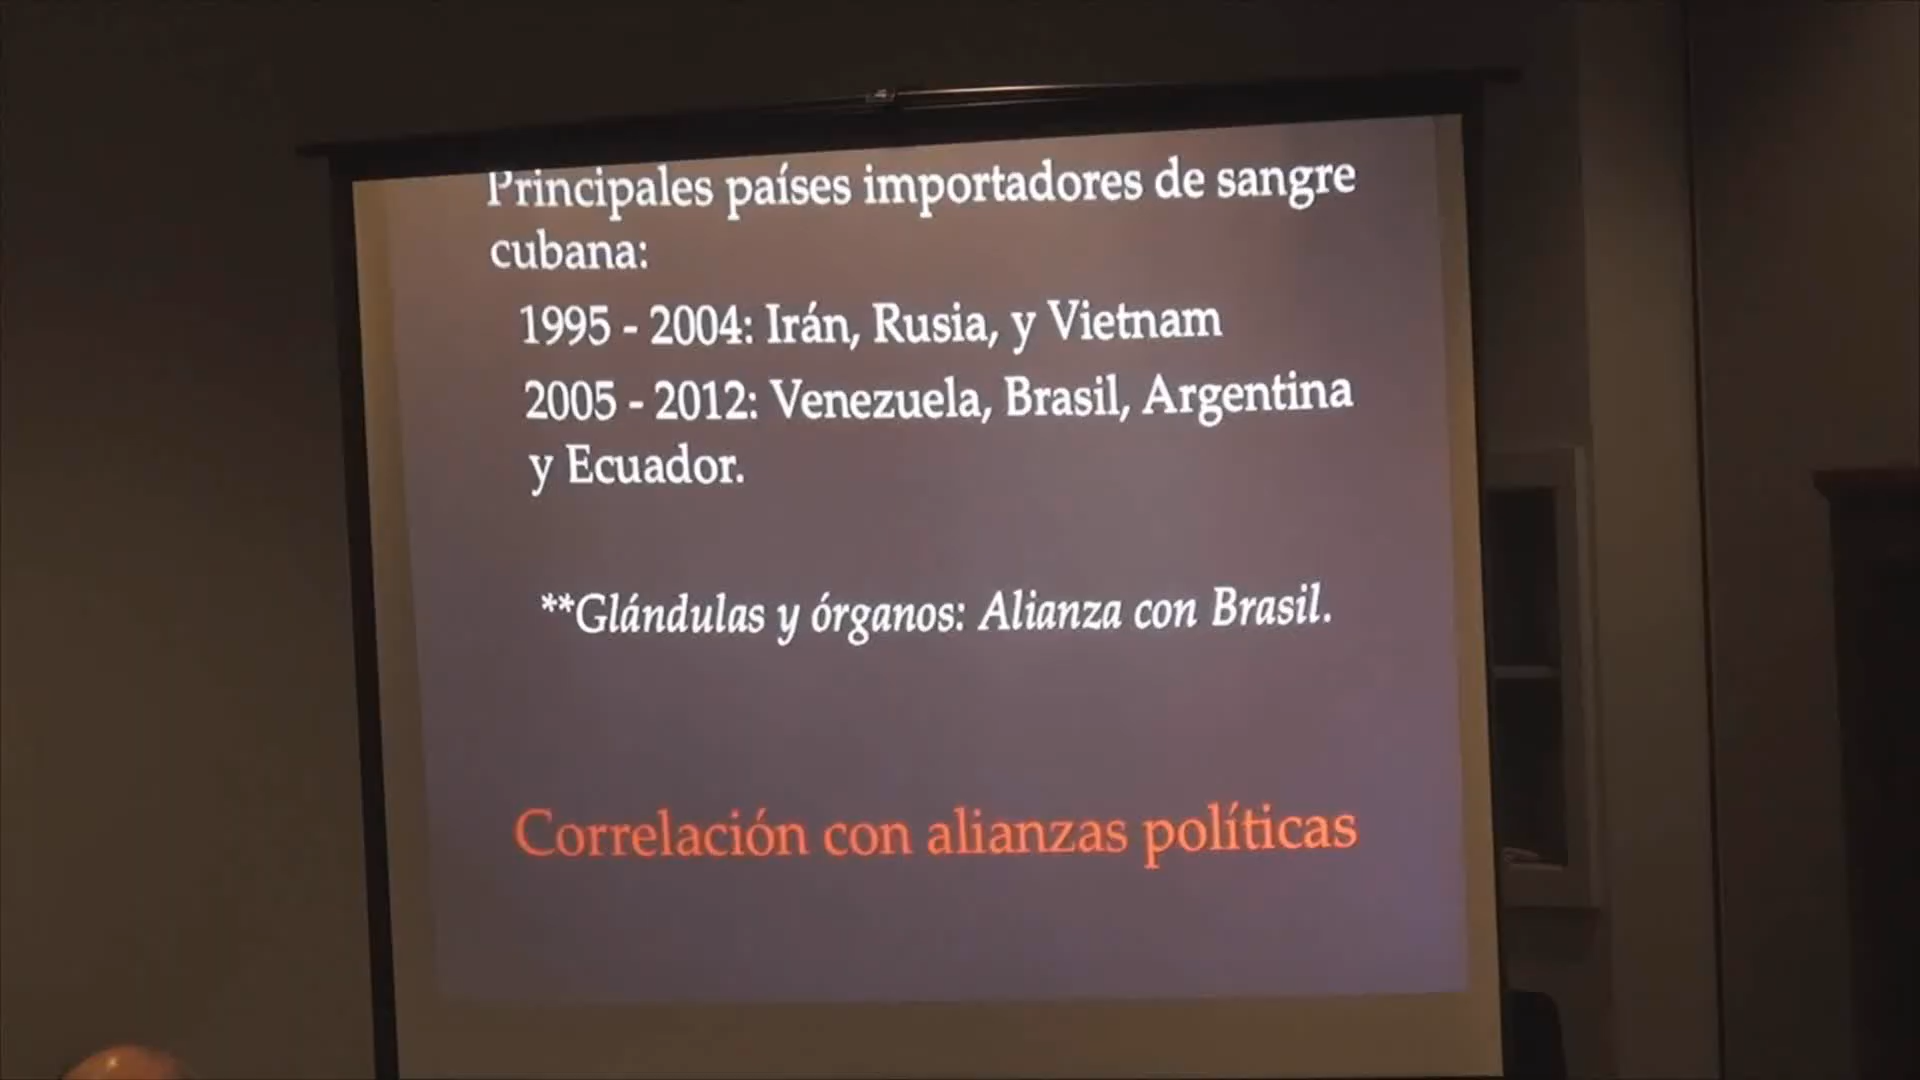 Principales países importadores de sangre
cubana:
1995 - 2004: Irán, Rusia, y Vietnam
2005 - 2012: Venezuela, Brasil, Argentina
y Ecuador.
**Glándulas y órganos: Alianza con Brasil.
Correlación con alianzas políticas